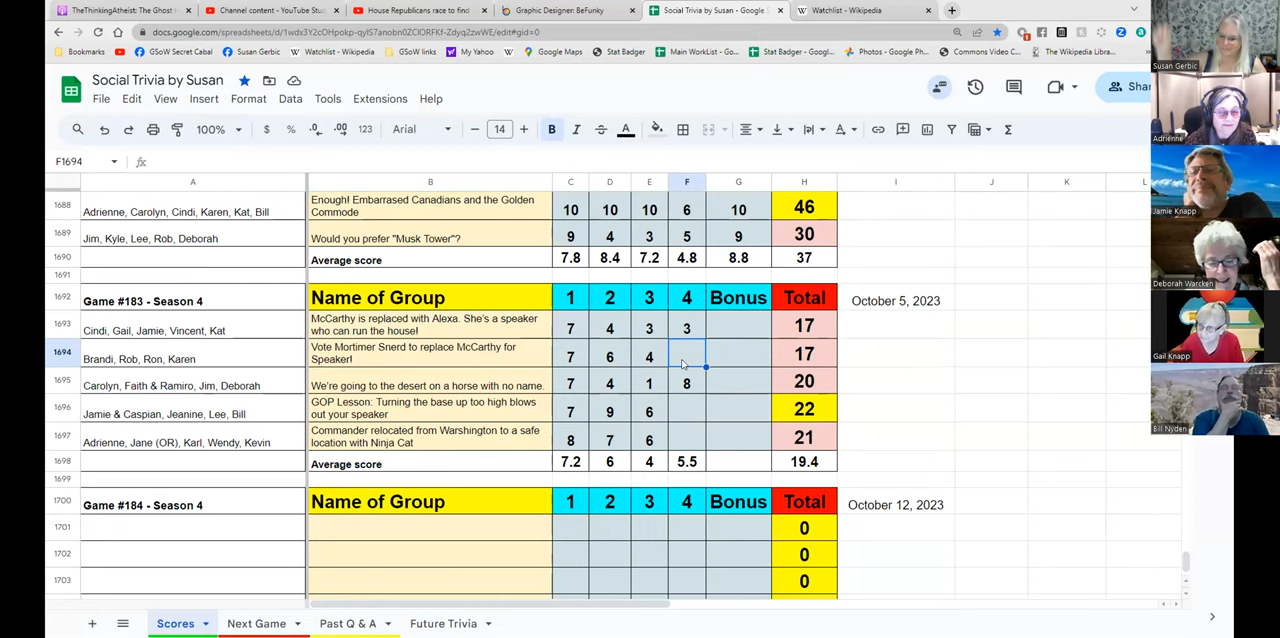 TheThinkingAtheist: The Ghost H
Channel content - YouTube Stu
House Republicans race to find
Graphic Designer: BeFunky
Social Trivia by Susan - Google S
Watchlist - Wikipedia
docs.google.com/spreadsheets/d/1wdx3Y2cOHpokp-qyIS7anobn0ZClORFKf-Zdyq2zwWE/edit#gid=0
Bookmarks
GSoW Secret Cabal
Susan Gerbic
Watchlist - Wikipe...
GSoW links
My Yahoo
W
Google Maps
Stat Badger
Main WorkList - Go...
Stat Badger - Googl...
Photos - Google Ph...
Commons Video C...
The Wikipedia Libra...
Social Trivia by Susan
File Edit View Insert Format Data Tools Extensions Help
Shar
100% $ % .0 .00 123 Arial 14 B I A
F1694
A B C D E F G H I J K L
1688 Adrienne, Carolyn, Cindi, Karen, Kat, Bill Enough! Embarrased Canadians and the Golden Commode 10 10 10 6 10 46
1689 Jim, Kyle, Lee, Rob, Deborah Would you prefer "Musk Tower"? 9 4 3 5 9 30
1690 Average score 7.8 8.4 7.2 4.8 8.8 37
1691
1692 Game #183 - Season 4 Name of Group 1 2 3 4 Bonus Total October 5, 2023
1693 Cindi, Gail, Jamie, Vincent, Kat McCarthy is replaced with Alexa. She's a speaker who can run the house! 7 4 3 3 17
1694 Brandi, Rob, Ron, Karen Vote Mortimer Snerd to replace McCarthy for Speaker! 7 6 4 17
1695 Carolyn, Faith & Ramiro, Jim, Deborah We're going to the desert on a horse with no name. 7 4 1 8 20
1696 Jamie & Caspian, Jeanine, Lee, Bill GOP Lesson: Turning the base up too high blows out your speaker 7 9 6 22
1697 Adrienne, Jane (OR), Karl, Wendy, Kevin Commander relocated from Warshington to a safe location with Ninja Cat 8 7 6 21
1698 Average score 7.2 6 4 5.5 19.4
1699
1700 Game #184 - Season 4 Name of Group 1 2 3 4 Bonus Total October 12, 2023
1701 0
1702 0
1703 0
Scores Next Game Past Q & A Future Trivia
Susan Gerbic
Adrienne
Jamie Knapp
Deborah Warcken
Gail Knapp
Bill Nyden